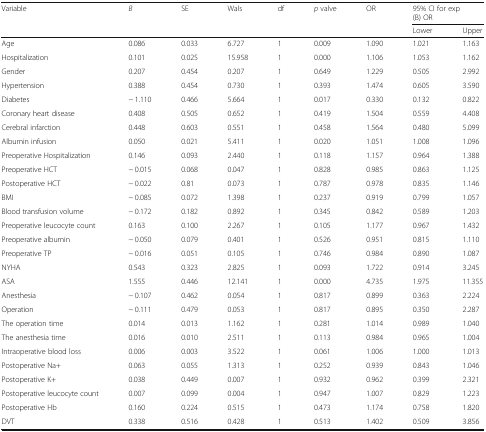 Variable B SE Wals df p valve OR 95% CI for exp (B) OR
Lower Upper
Age 0.086 0.033 6.727 1 0.009 1.090 1.021 1.163
Hospitalization 0.101 0.025 15.958 1 0.000 1.106 1.053 1.162
Gender 0.207 0.454 0.207 1 0.649 1.229 0.505 2.992
Hypertension 0.388 0.454 0.730 1 0.393 1.474 0.605 3.590
Diabetes −1.110 0.466 5.664 1 0.017 0.330 0.132 0.822
Coronary heart disease 0.408 0.505 0.652 1 0.419 1.504 0.559 4.408
Cerebral infarction 0.448 0.603 0.551 1 0.458 1.564 0.480 5.099
Albumin infusion 0.050 0.021 5.411 1 0.020 1.051 1.008 1.096
Preoperative Hospitalization 0.146 0.093 2.440 1 0.118 1.157 0.964 1.388
Preoperative HCT −0.015 0.068 0.047 1 0.828 0.985 0.863 1.125
Postoperative HCT −0.022 0.81 0.073 1 0.787 0.978 0.835 1.146
BMI −0.085 0.072 1.398 1 0.237 0.919 0.799 1.057
Blood transfusion volume −0.172 0.182 0.892 1 0.345 0.842 0.589 1.203
Preoperative leucocyte count 0.163 0.100 2.267 1 0.105 1.177 0.967 1.432
Preoperative albumin −0.050 0.079 0.401 1 0.526 0.951 0.815 1.110
Preoperative TP −0.016 0.051 0.105 1 0.746 0.984 0.890 1.087
NYHA 0.543 0.323 2.825 1 0.093 1.722 0.914 3.245
ASA 1.555 0.446 12.141 1 0.000 4.735 1.975 11.355
Anesthesia −0.107 0.462 0.054 1 0.817 0.899 0.363 2.224
Operation −0.111 0.479 0.053 1 0.817 0.895 0.350 2.287
The operation time 0.014 0.013 1.162 1 0.281 1.014 0.989 1.040
The anesthesia time 0.016 0.010 2.511 1 0.113 0.984 0.965 1.004
Intraoperative blood loss 0.006 0.003 3.522 1 0.061 1.006 1.000 1.013
Postoperative Na+ 0.063 0.055 1.313 1 0.252 0.939 0.843 1.046
Postoperative K+ 0.038 0.449 0.007 1 0.932 0.962 0.399 2.321
Postoperative leucocyte count 0.007 0.099 0.004 1 0.947 1.007 0.829 1.223
Postoperative Hb 0.160 0.224 0.515 1 0.473 1.174 0.758 1.820
DVT 0.338 0.516 0.428 1 0.513 1.402 0.509 3.856